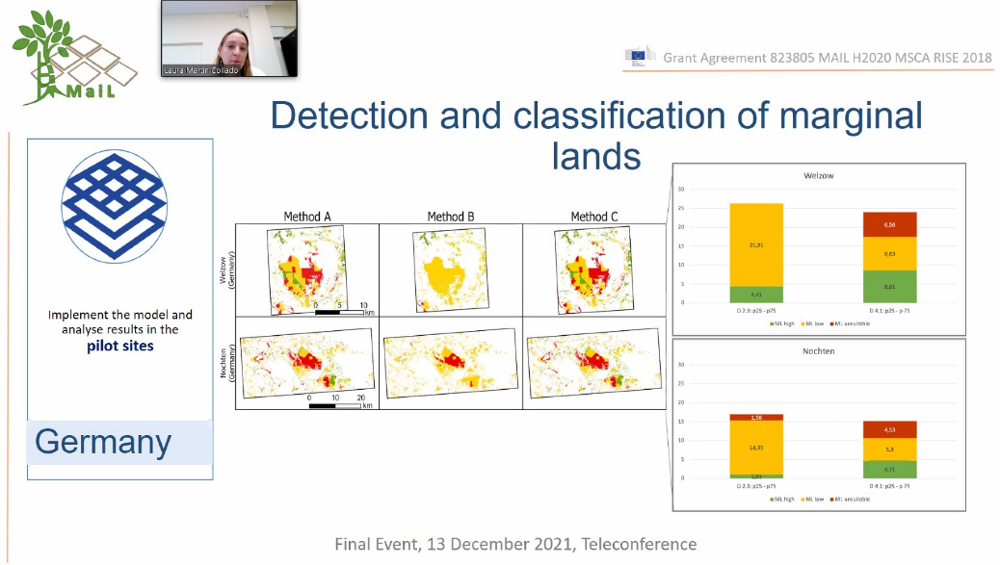 MaiL
Laura Martin Collado
Grant Agreement 823805 MAIL H2020 MSCA RISE 2018
Detection and classification of marginal
lands
Implement the model and
analyse results in the
pilot sites
Germany
Method A
Method B
Method C
Welzow
(Germany)
0 5 10
km
Nochten
(Germany)
0 10 20
km
Welzow
30
25
20
15
10
5
0
21,91
4,41
6,56
8,83
8,61
D 2.3: p25 - p75
D 4.1: p25 - p 75
ML high ML low ML unsuitable
Nochten
30
25
20
15
10
5
0
1,58
14,35
4,53
5,9
4,71
D 2.3: p25 - p75
D 4.1: p25 - p 75
ML high ML low ML unsuitable
Final Event, 13 December 2021, Teleconference